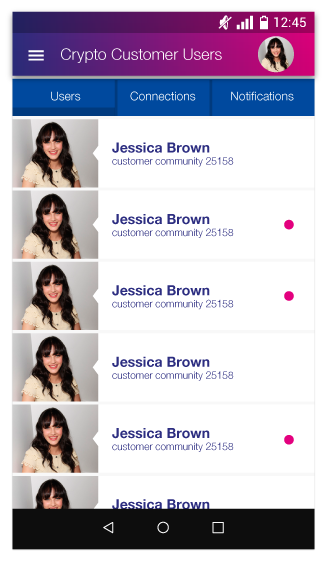 12:45
Crypto Customer Users
Users
Connections
Notifications
Jessica Brown
customer community 25158
Jessica Brown
customer community 25158
Jessica Brown
customer community 25158
Jessica Brown
customer community 25158
Jessica Brown
customer community 25158
Jessica Brown